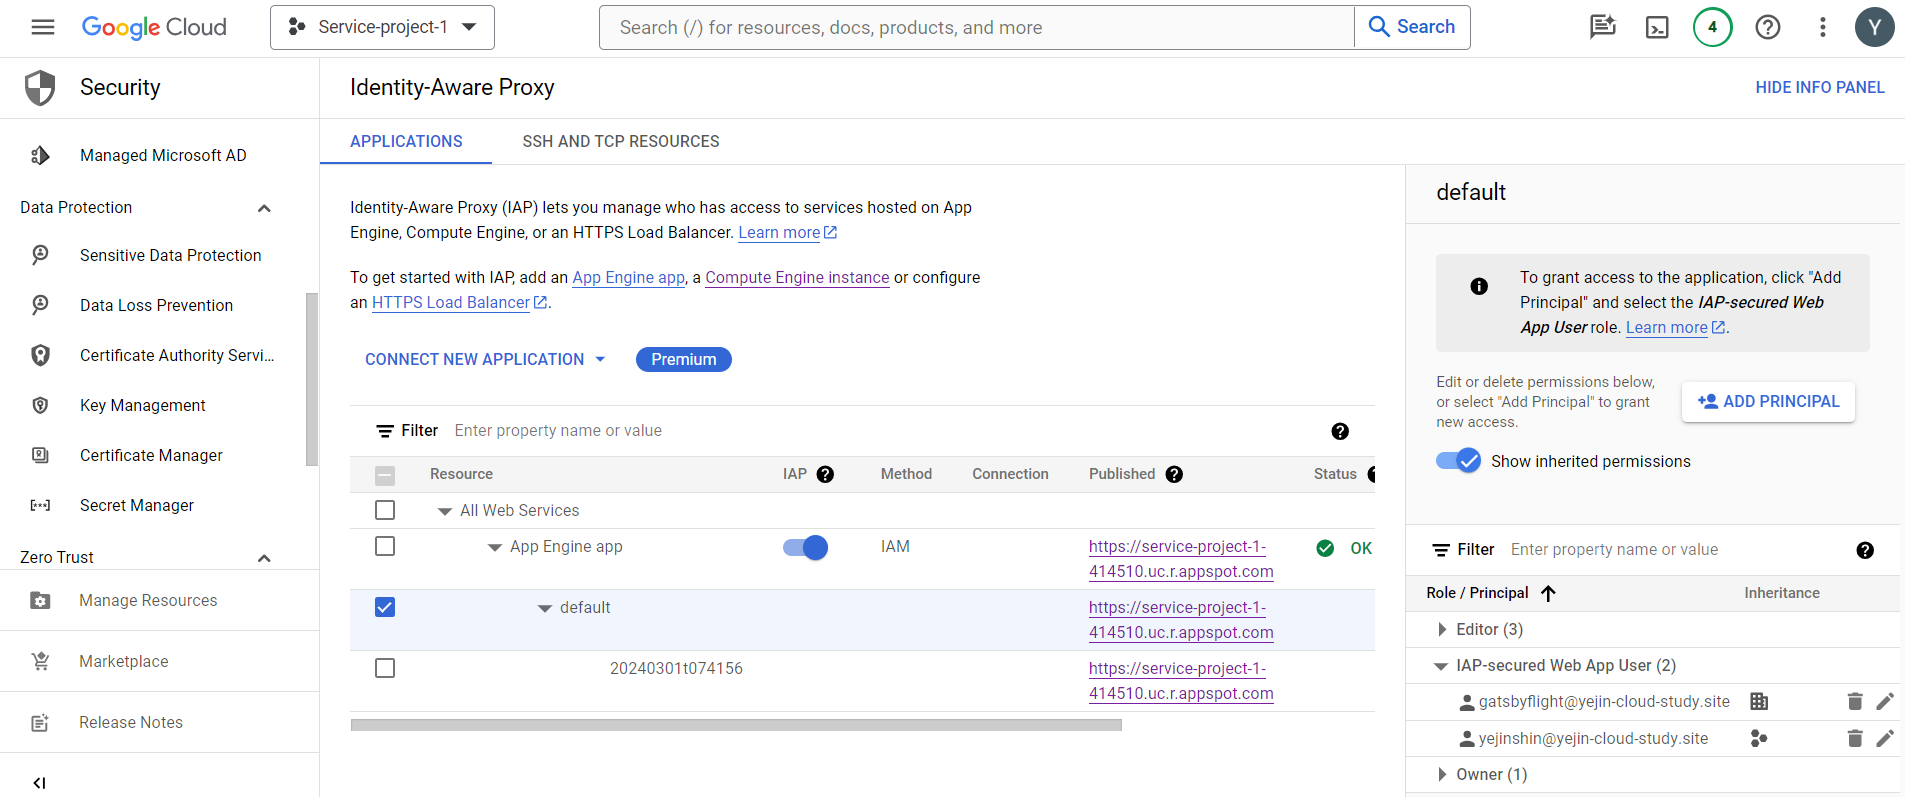 Google Cloud
Service-project-1
Search (/) for resources, docs, products, and more
Search
4
Y
Security
Identity-Aware Proxy
HIDE INFO PANEL
Managed Microsoft AD
Data Protection
Sensitive Data Protection
Data Loss Prevention
Certificate Authority Servi...
Key Management
Certificate Manager
Secret Manager
Zero Trust
Manage Resources
Marketplace
Release Notes
APPLICATIONS
SSH AND TCP RESOURCES
Identity-Aware Proxy (IAP) lets you manage who has access to services hosted on App
Engine, Compute Engine, or an HTTPS Load Balancer. Learn more
To get started with IAP, add an App Engine app, a Compute Engine instance or configure
an HTTPS Load Balancer.
CONNECT NEW APPLICATION
Premium
Filter Enter property name or value
Resource IAP Method Connection Published Status
All Web Services
App Engine app IAM https://service-project-1-
414510.uc.r.appspot.com OK
default https://service-project-1-
414510.uc.r.appspot.com
20240301t074156 https://service-project-1-
414510.uc.r.appspot.com
default
To grant access to the application, click "Add
Principal" and select the IAP-secured Web
App User role. Learn more.
Edit or delete permissions below,
or select "Add Principal" to grant
new access.
ADD PRINCIPAL
Show inherited permissions
Filter Enter property name or value
Role / Principal Inheritance
Editor (3)
IAP-secured Web App User (2)
gatsbyflight@yejin-cloud-study.site
yejinshin@yejin-cloud-study.site
Owner (1)